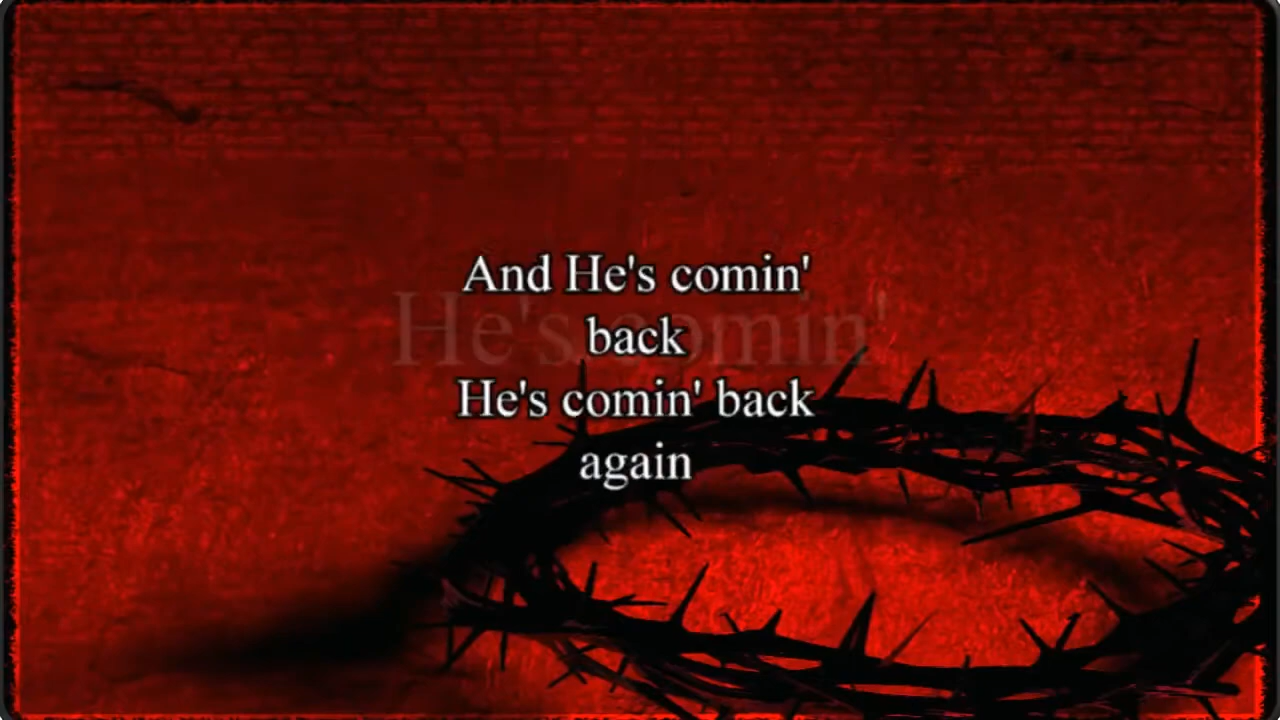 And He's comin'
He's comin'
back
He's comin' back
again